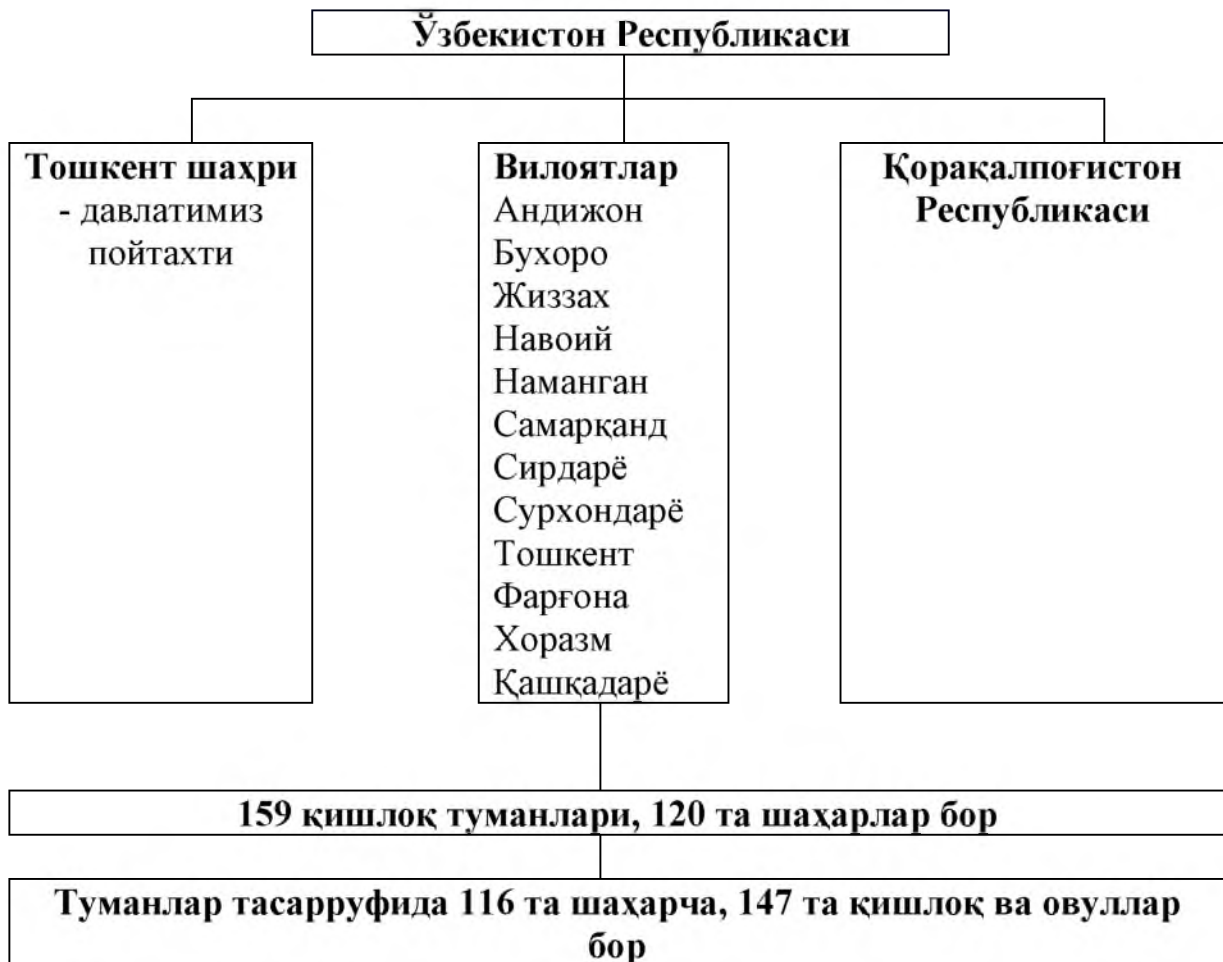 Ўзбекистон Республикаси
Тошкент шаҳри
- давлатимиз
пойтахти
Вилоятлар
Андижон
Бухоро
Жиззах
Навоий
Наманган
Самарқанд
Сирдарё
Сурхондарё
Тошкент
Фарғона
Хоразм
Қашқадарё
Қорақалпоғистон
Республикаси
159 қишлоқ туманлари, 120 та шаҳарлар бор
Туманлар тасарруфида 116 та шаҳарча, 147 та қишлоқ ва овуллар
бор